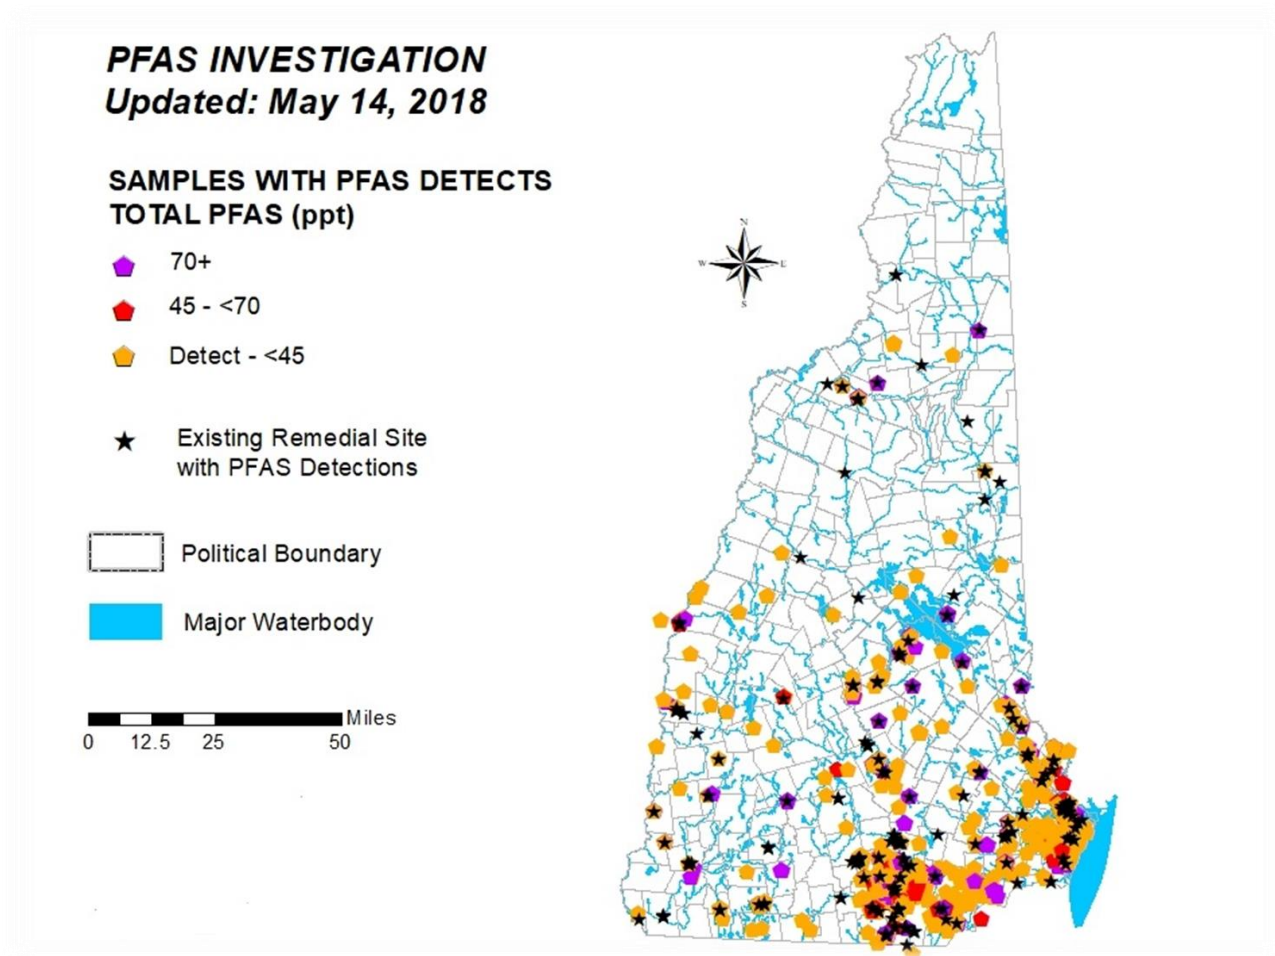 PFAS INVESTIGATION
Updated: May 14, 2018
SAMPLES WITH PFAS DETECTS
TOTAL PFAS (ppt)
70+
45 - <70
Detect - <45
Existing Remedial Site
with PFAS Detections
Political Boundary
Major Waterbody
Miles
0 12.5 25 50
N
W E
S